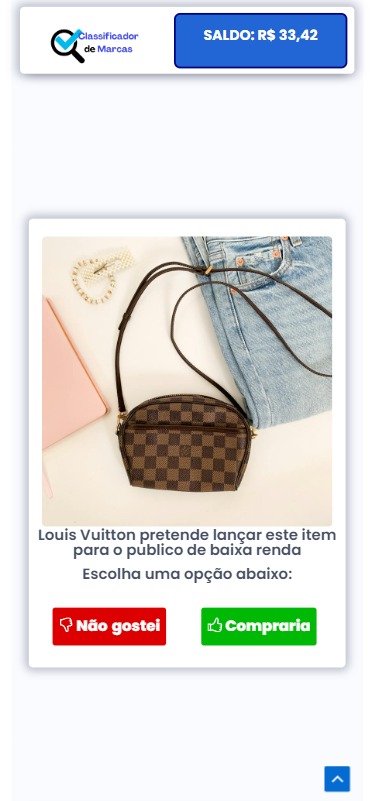 Classificador
de Marcas
SALDO: R$ 33,42
Louis Vuitton pretende lançar este item
para o publico de baixa renda
Escolha uma opção abaixo:
Não gostei
Compraria